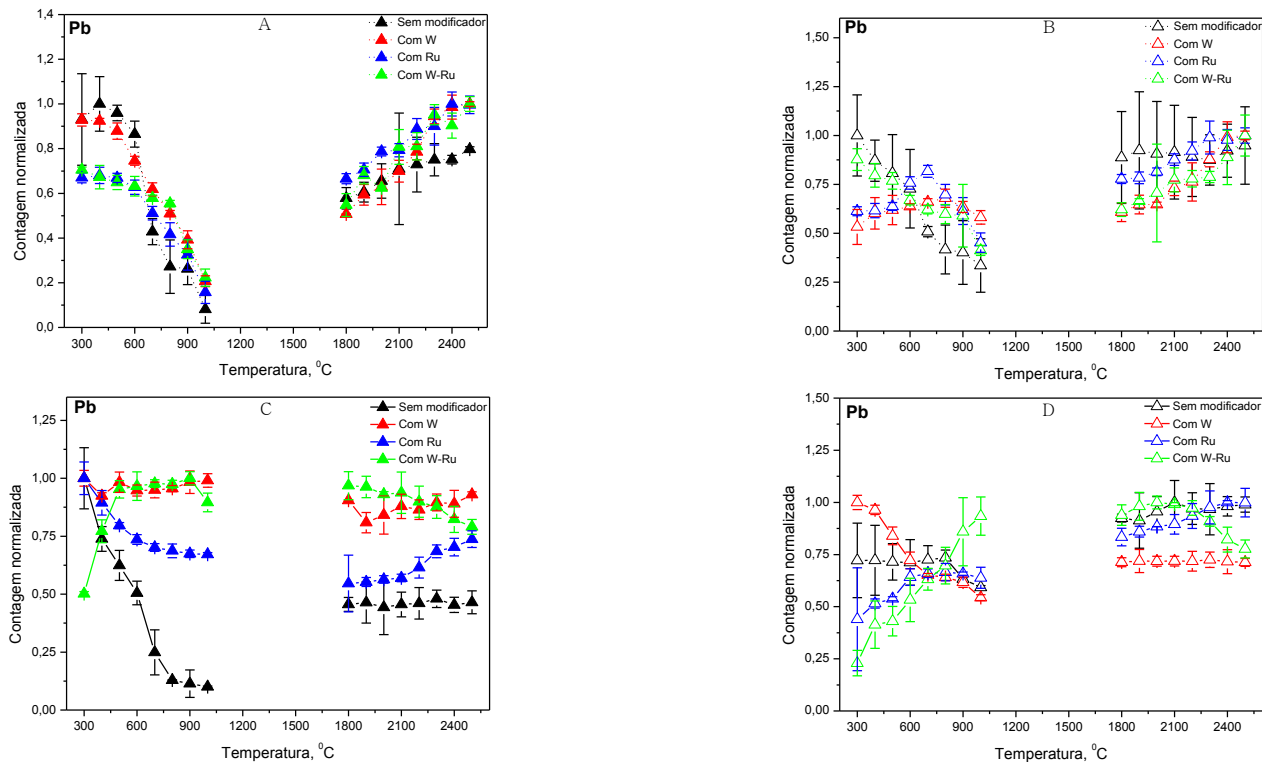 Pb
A
Sem modificador
Com W
Com Ru
Com W-Ru
Contagem normalizada
1,4
1,2
1,0
0,8
0,6
0,4
0,2
0,0
300 600 900 1200 1500 1800 2100 2400
Temperatura, ⁰C
Pb
B
Sem modificador
Com W
Com Ru
Com W-Ru
Contagem normalizada
1,50
1,25
1,00
0,75
0,50
0,25
0,00
300 600 900 1200 1500 1800 2100 2400
Temperatura, ⁰C
Pb
C
Sem modificador
Com W
Com Ru
Com W-Ru
Contagem normalizada
1,25
1,00
0,75
0,50
0,25
0,00
300 600 900 1200 1500 1800 2100 2400
Temperatura, ⁰C
Pb
D
Sem modificador
Com W
Com Ru
Com W-Ru
Contagem normalizada
1,50
1,25
1,00
0,75
0,50
0,25
0,00
300 600 900 1200 1500 1800 2100 2400
Temperatura, ⁰C